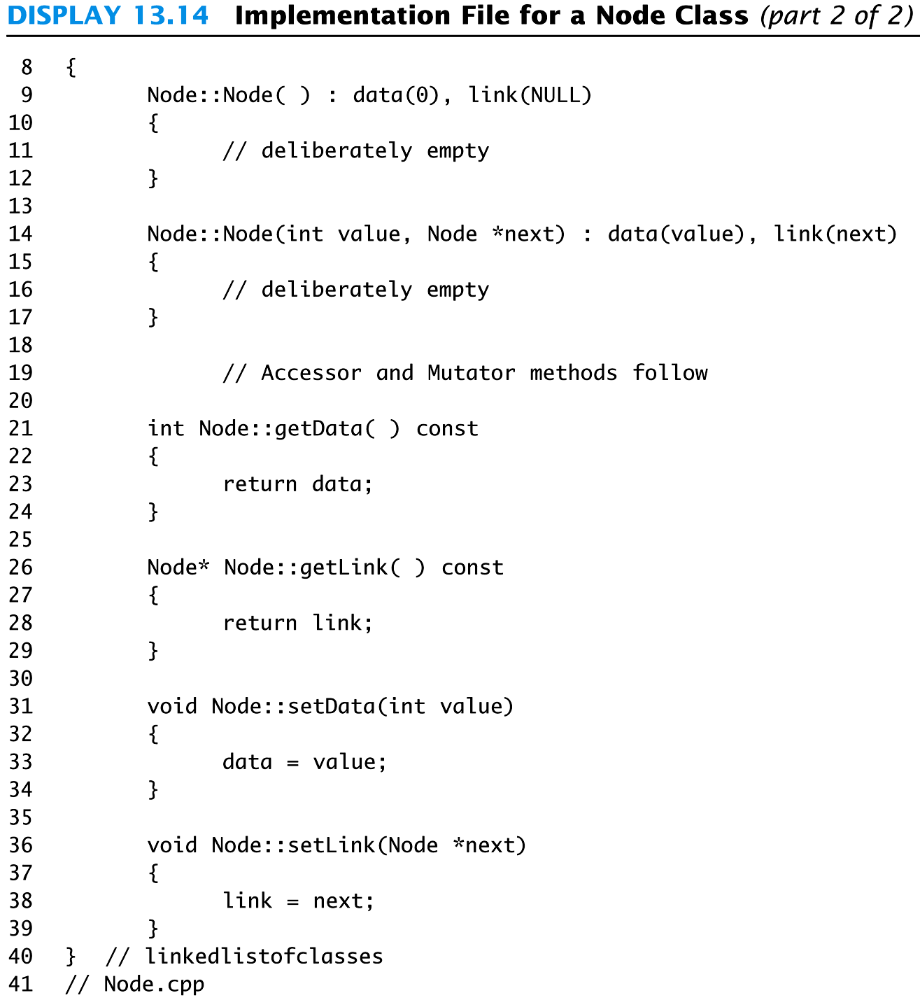 DISPLAY 13.14 Implementation File for a Node Class (part 2 of 2)
8 {
9 Node::Node( ) : data(0), link(NULL)
10 {
11 // deliberately empty
12 }
13
14 Node::Node(int value, Node *next) : data(value), link(next)
15 {
16 // deliberately empty
17 }
18
19 // Accessor and Mutator methods follow
20
21 int Node::getData( ) const
22 {
23 return data;
24 }
25
26 Node* Node::getLink( ) const
27 {
28 return link;
29 }
30
31 void Node::setData(int value)
32 {
33 data = value;
34 }
35
36 void Node::setLink(Node *next)
37 {
38 link = next;
39 }
40 } // linkedlistofclasses
41 // Node.cpp